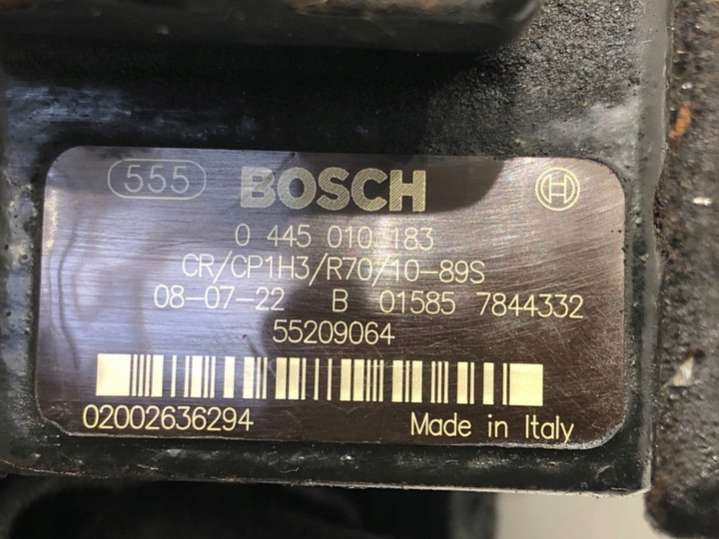 555 BOSCH
0 445 010 183
CR/CP1H3/R70/10-89S
08-07-22 B 01585 7844332
55209064
02002636294 Made in Italy